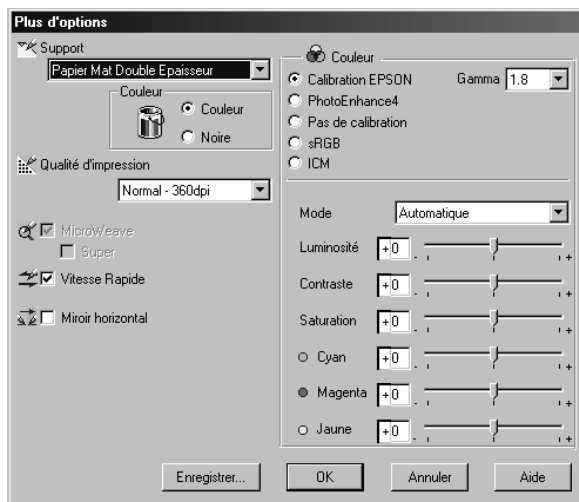 Plus d'options
Support
Papier Mat Double Epaisseur
Couleur
Couleur
Noire
Qualité d'impression
Normal - 360dpi
MicroWeave
Super
Vitesse Rapide
Miroir horizontal
Couleur
Calibration EPSON
Gamma 1.8
PhotoEnhance4
Pas de calibration
sRGB
ICM
Mode Automatique
Luminosité +0 - +
Contraste +0 - +
Saturation +0 - +
Cyan +0 - +
Magenta +0 - +
Jaune +0 - +
Enregistrer... OK Annuler Aide